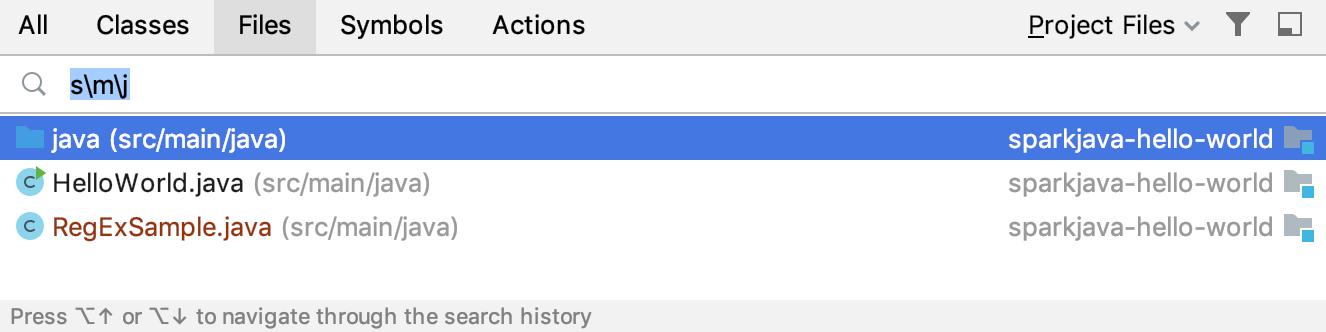 All Classes Files Symbols Actions Project Files
s\m\j
java (src/main/java) sparkjava-hello-world
C HelloWorld.java (src/main/java) sparkjava-hello-world
C RegExSample.java (src/main/java) sparkjava-hello-world
Press ⌥↑ or ⌥↓ to navigate through the search history